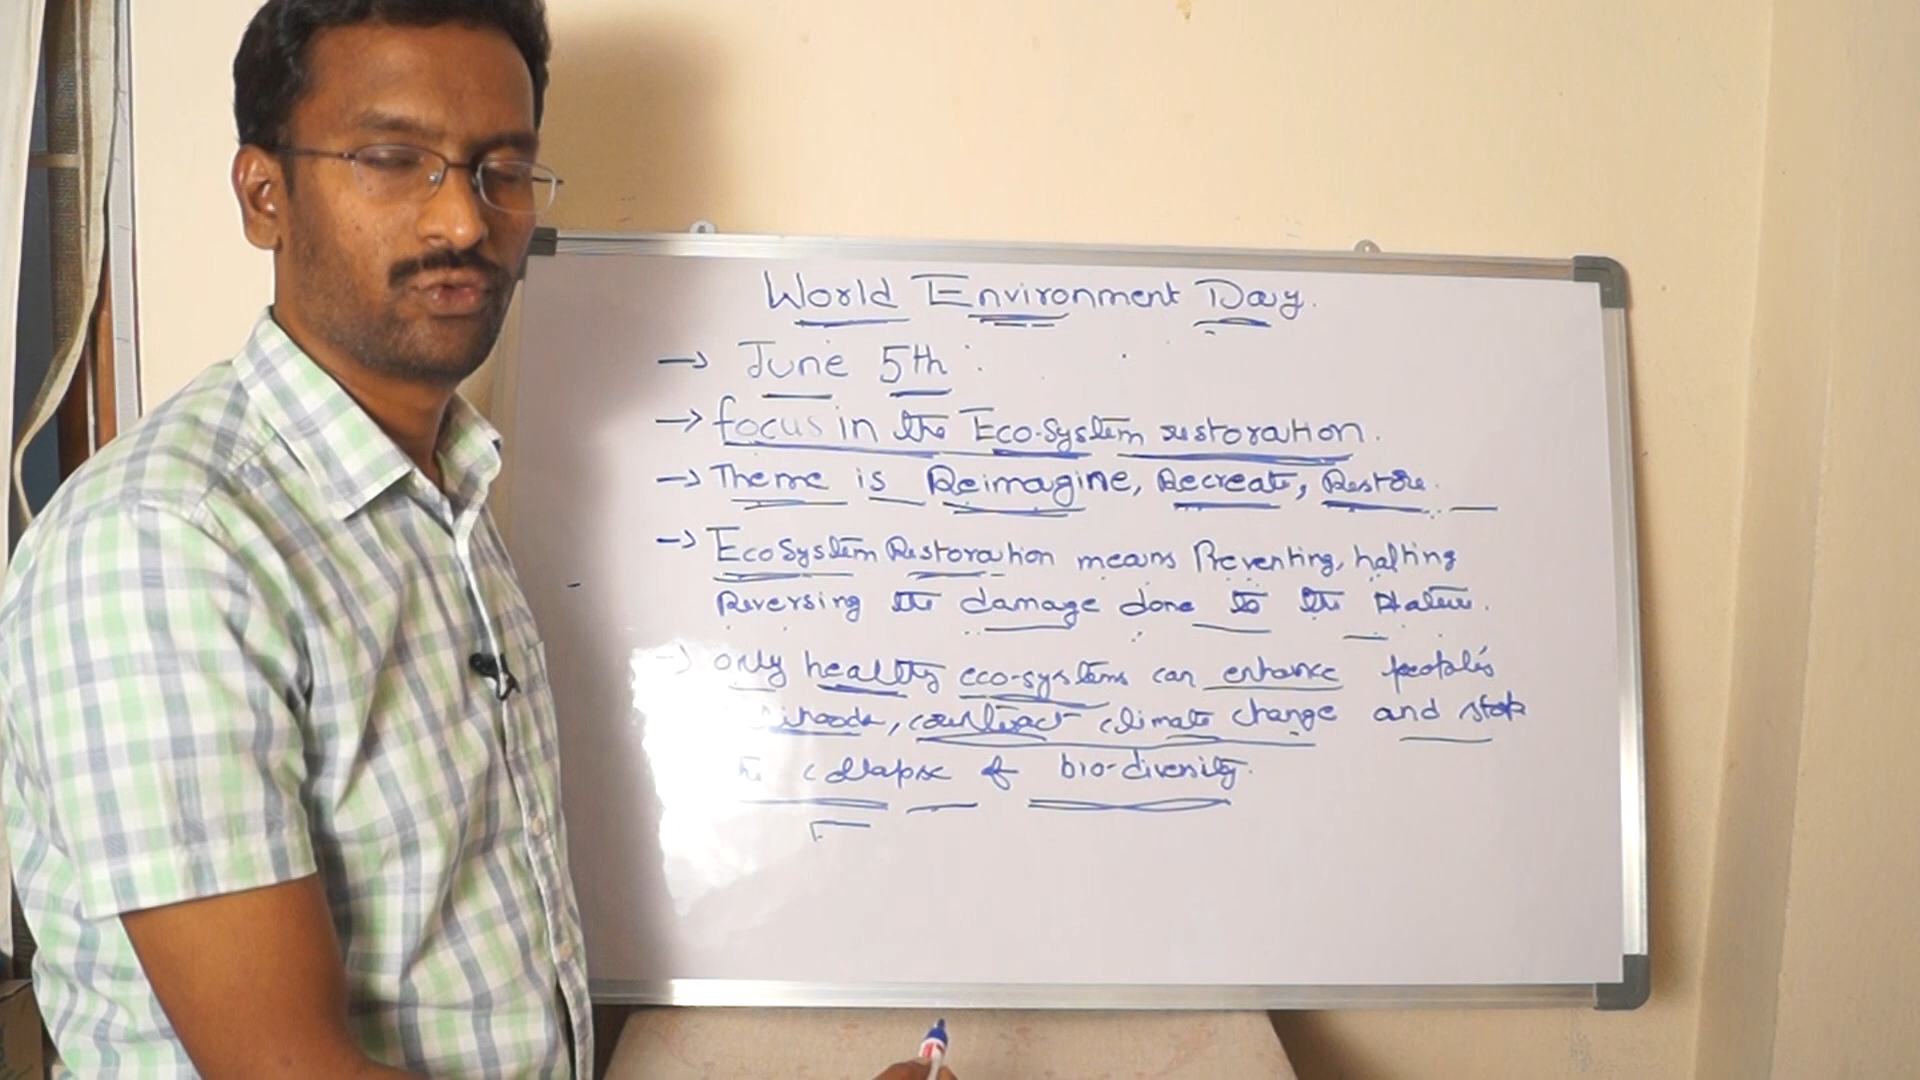 World Environment Day.
→ June 5th :
→ focus in the Eco-System restoration.
→ Theme is Reimagine, Recreate, Restore.
→ EcoSystem Restoration means Preventing, halting
Reversing the damage done to the Nature.
→ only healthy eco-systems can enhance people's
, counteract climate change and stop
collapse of bio-diversity.